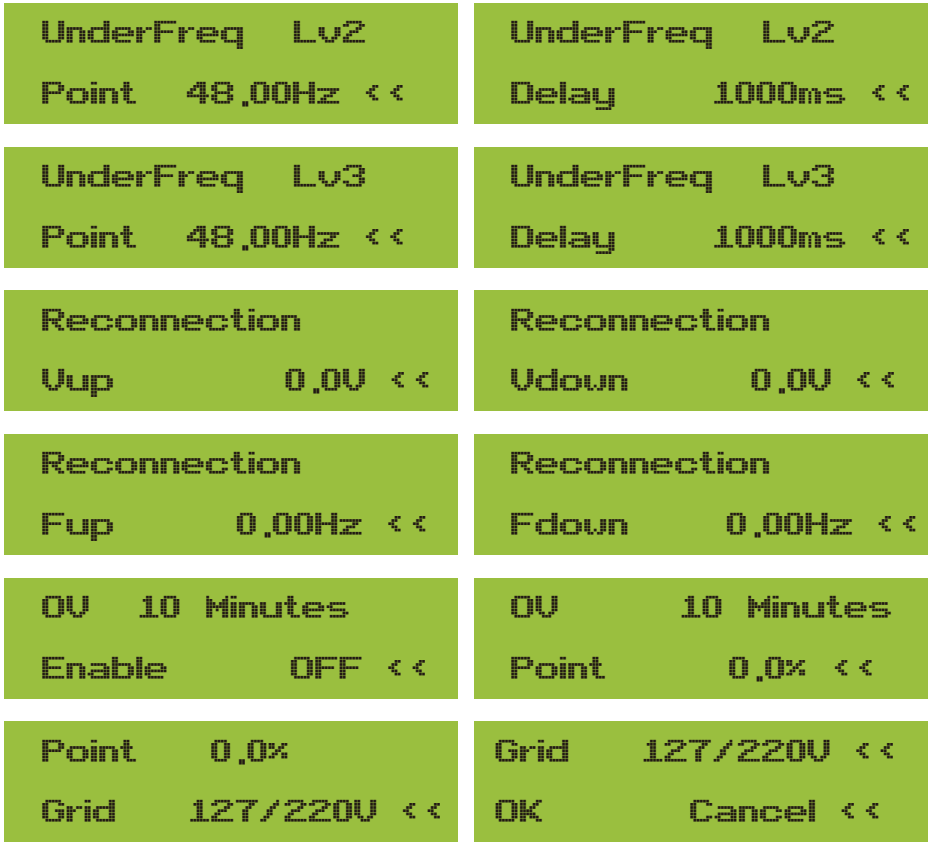 UnderFreq Lv2
Point 48.00Hz <<
UnderFreq Lv2
Delay 1000ms <<
UnderFreq Lv3
Point 48.00Hz <<
UnderFreq Lv3
Delay 1000ms <<
Reconnection
Vup 0.0V <<
Reconnection
Vdown 0.0V <<
Reconnection
Fup 0.00Hz <<
Reconnection
Fdown 0.00Hz <<
OV 10 Minutes
Enable OFF <<
OV 10 Minutes
Point 0.0% <<
Point 0.0%
Grid 127/220V <<
Grid 127/220V <<
OK Cancel <<